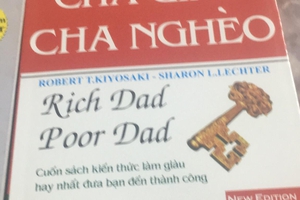 CHA NGHÈO
ROBERT T.KIYOSAKI - SHARON L.LECHTER
Rich Dad
Poor Dad
Cuốn sách kiến thức làm giàu
hay nhất đưa bạn đến thành công
NEW EDITION